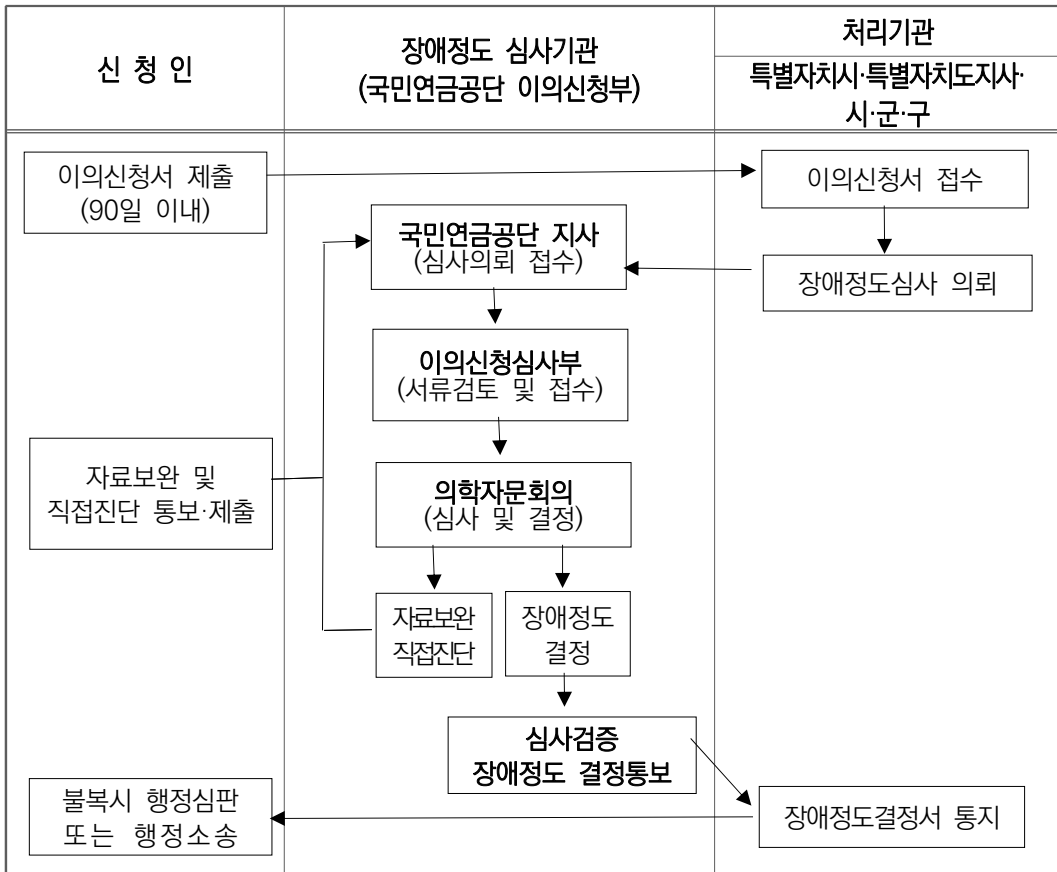 신 청 인
장애정도 심사기관
(국민연금공단 이의신청부)
처리기관
특별자치시·특별자치도지사·
시·군·구
이의신청서 제출
(90일 이내)
이의신청서 접수
국민연금공단 지사
(심사의뢰 접수)
장애정도심사 의뢰
이의신청심사부
(서류검토 및 접수)
자료보완 및
직접진단 통보·제출
의학자문회의
(심사 및 결정)
자료보완
직접진단
장애정도
결정
심사검증
장애정도 결정통보
불복시 행정심판
또는 행정소송
장애정도결정서 통지